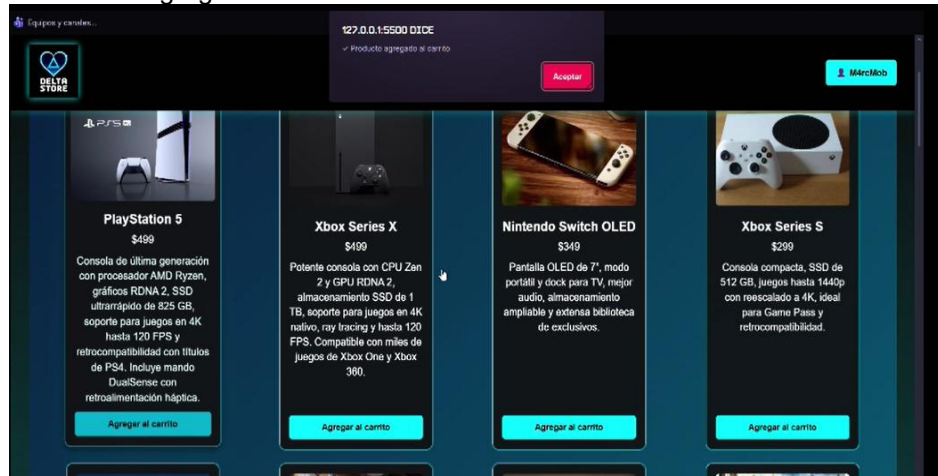 Equipos y canales...
127.0.0.1:5500 DICE
✓ Producto agregado al carrito
Aceptar
DELTA
STORE
M4rcMob
PS5
PlayStation 5
$499
Consola de última generación
con procesador AMD Ryzen,
gráficos RDNA 2, SSD
ultrarrápido de 825 GB,
soporte para juegos en 4K
hasta 120 FPS y
retrocompatibilidad con títulos
de PS4. Incluye mando
DualSense con
retroalimentación háptica.
Agregar al carrito
Xbox Series X
$499
Potente consola con CPU Zen
2 y GPU RDNA 2,
almacenamiento SSD de 1
TB, soporte para juegos en 4K
nativo, ray tracing y hasta 120
FPS. Compatible con miles de
juegos de Xbox One y Xbox
360.
Agregar al carrito
Nintendo Switch OLED
$349
Pantalla OLED de 7", modo
portátil y dock para TV, mejor
audio, almacenamiento
ampliable y extensa biblioteca
de exclusivos.
Agregar al carrito
Xbox Series S
$299
Consola compacta, SSD de
512 GB, juegos hasta 1440p
con reescalado a 4K, ideal
para Game Pass y
retrocompatibilidad.
Agregar al carrito